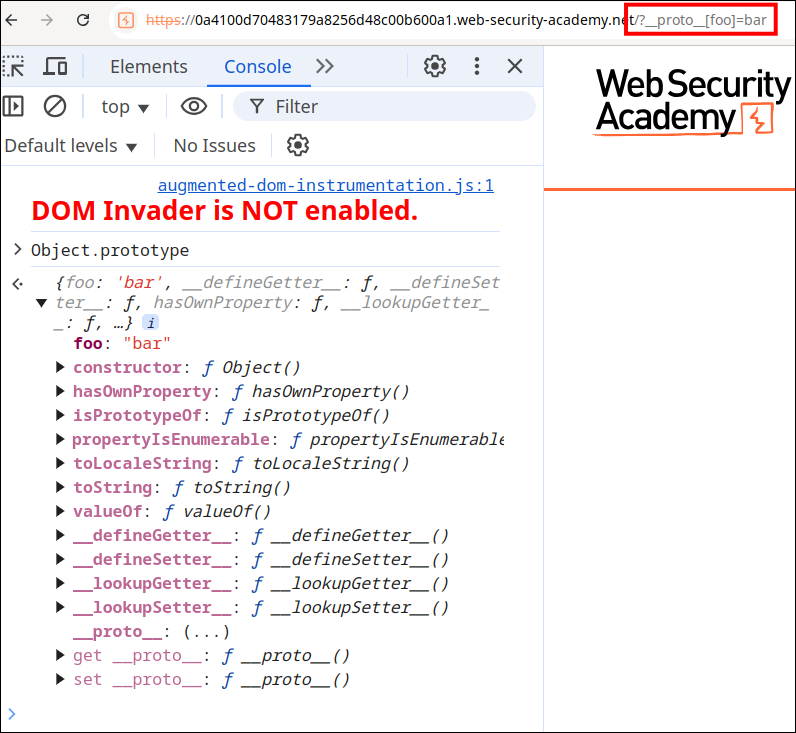 https://0a4100d70483179a8256d48c00b600a1.web-security-academy.net/?__proto__[foo]=bar
Elements Console
top Filter
Default levels No Issues
augmented-dom-instrumentation.js:1
DOM Invader is NOT enabled.
Object.prototype
{foo: 'bar', __defineGetter__: ƒ, __defineSet
ter__: ƒ, hasOwnProperty: ƒ, __lookupGetter_
_: ƒ, …} i
foo: "bar"
constructor: ƒ Object()
hasOwnProperty: ƒ hasOwnProperty()
isPrototypeOf: ƒ isPrototypeOf()
propertyIsEnumerable: ƒ propertyIsEnumerable
toLocaleString: ƒ toLocaleString()
toString: ƒ toString()
valueOf: ƒ valueOf()
__defineGetter__: ƒ __defineGetter__()
__defineSetter__: ƒ __defineSetter__()
__lookupGetter__: ƒ __lookupGetter__()
__lookupSetter__: ƒ __lookupSetter__()
__proto__: (...)
get __proto__: ƒ __proto__()
set __proto__: ƒ __proto__()
Web Security
Academy